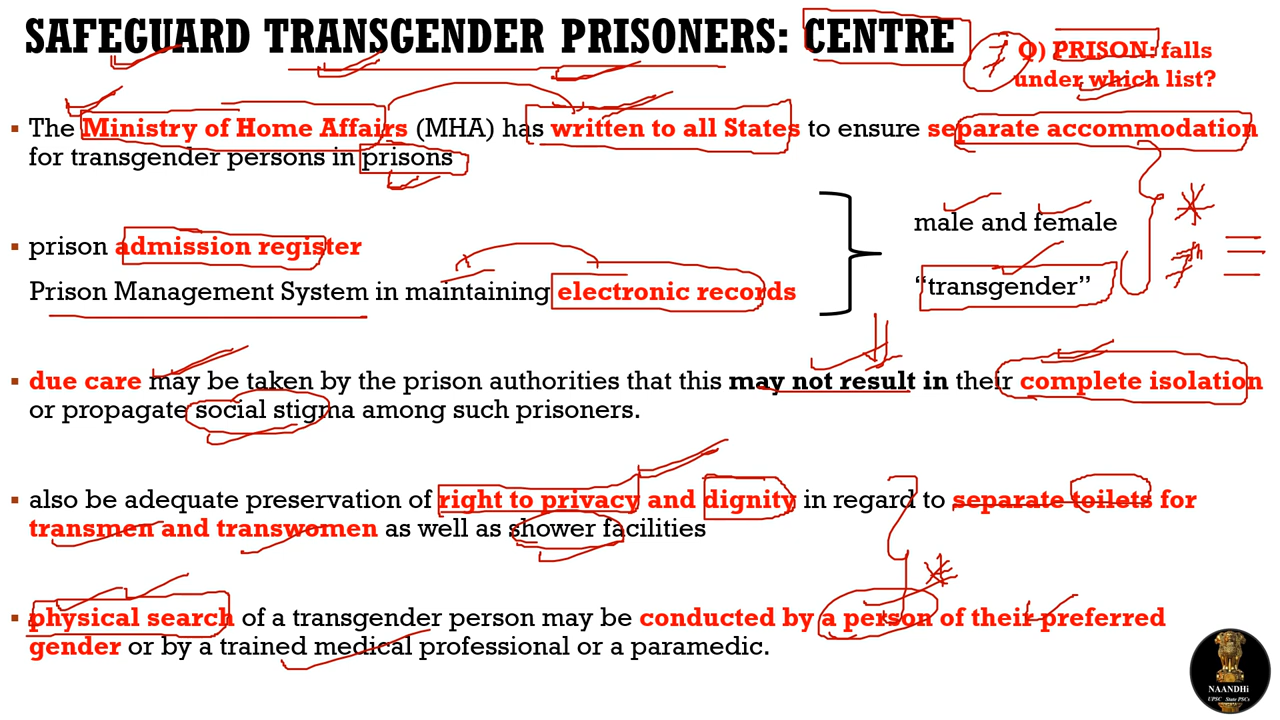 SAFEGUARD TRANSGENDER PRISONERS: CENTRE
Q) PRISON: falls
under which list?
The Ministry of Home Affairs (MHA) has written to all States to ensure separate accommodation
for transgender persons in prisons
male and female
prison admission register
Prison Management System in maintaining electronic records
“transgender”
due care may be taken by the prison authorities that this may not result in their complete isolation
or propagate social stigma among such prisoners.
also be adequate preservation of right to privacy and dignity in regard to separate toilets for
transmen and transwomen as well as shower facilities
physical search of a transgender person may be conducted by a person of their preferred
gender or by a trained medical professional or a paramedic.
NAANDHi
UPSC State PSCs